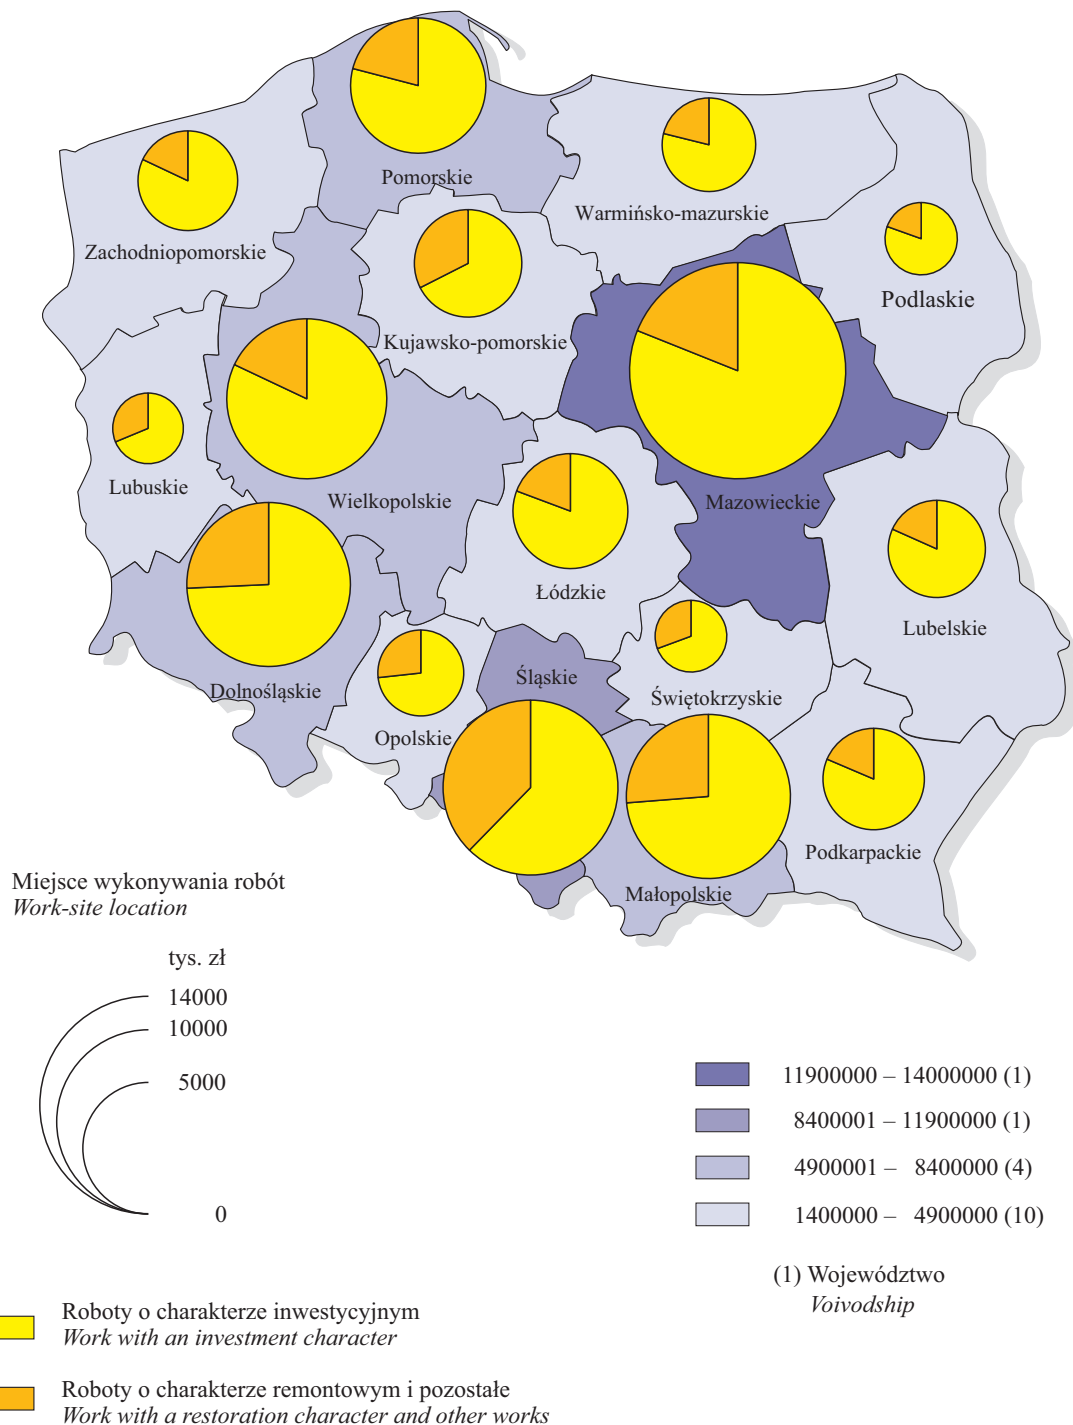 Pomorskie
Warmińsko-mazurskie
Zachodniopomorskie
Podlaskie
Kujawsko-pomorskie
Lubuskie
Wielkopolskie
Mazowieckie
Łódzkie
Lubelskie
Śląskie
Dolnośląskie
Świętokrzyskie
Opolskie
Podkarpackie
Małopolskie
Miejsce wykonywania robót
Work-site location
tys. zł
14000
10000
5000
0
11900000 – 14000000 (1)
8400001 – 11900000 (1)
4900001 – 8400000 (4)
1400000 – 4900000 (10)
(1) Województwo
Voivodship
Roboty o charakterze inwestycyjnym
Work with an investment character
Roboty o charakterze remontowym i pozostałe
Work with a restoration character and other works